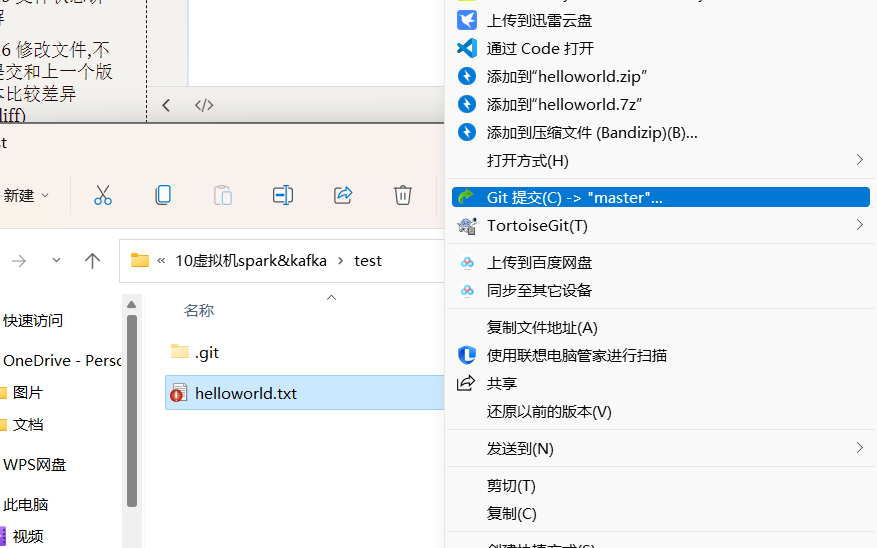 6 修改文件,不
是交和上一个版
本比较差异
diff)
新建
10虚拟机spark&kafka
test
快速访问
OneDrive - Perso
图片
文档
WPS网盘
此电脑
视频
名称
.git
helloworld.txt
上传到迅雷云盘
通过 Code 打开
添加到“helloworld.zip”
添加到“helloworld.7z”
添加到压缩文件 (Bandizip)(B)...
打开方式(H)
Git 提交(C) -> "master"...
TortoiseGit(T)
上传到百度网盘
同步至其它设备
复制文件地址(A)
使用联想电脑管家进行扫描
共享
还原以前的版本(V)
发送到(N)
剪切(T)
复制(C)